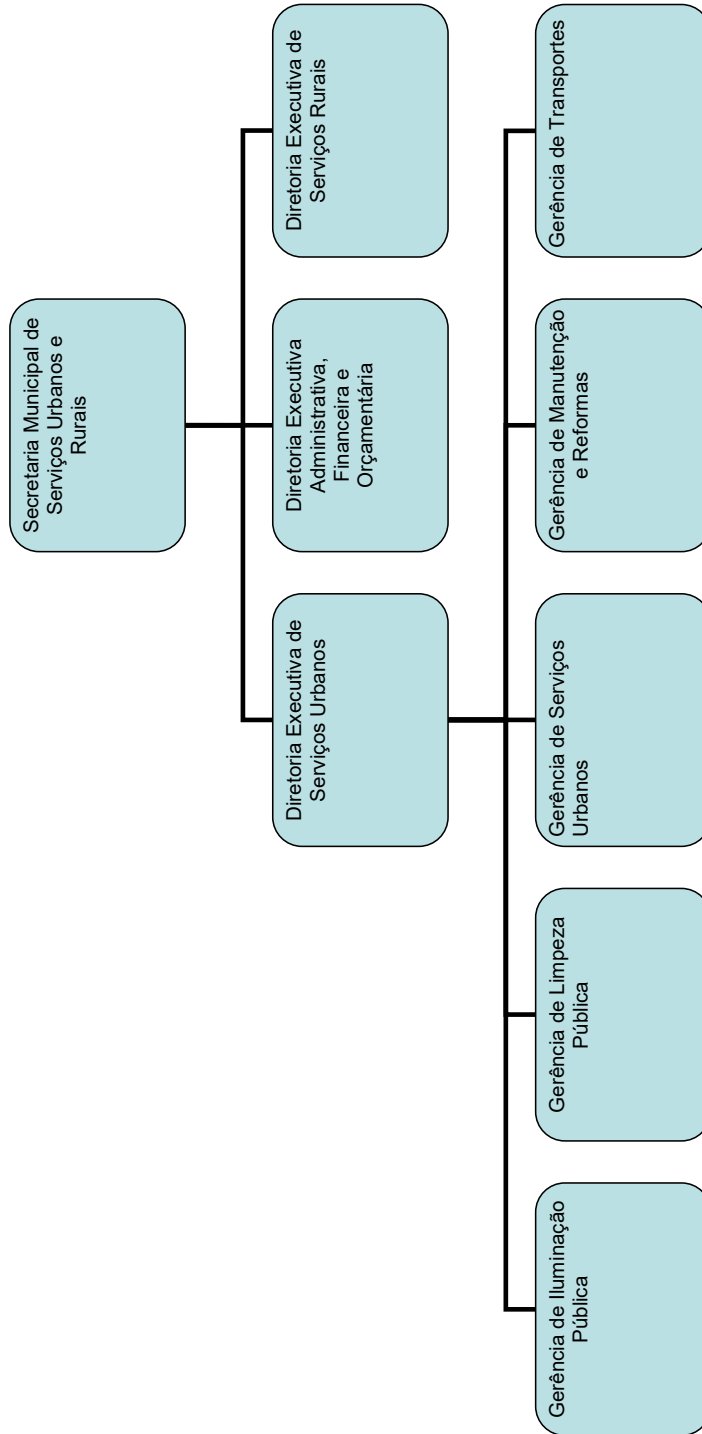 Secretaria Municipal de
Serviços Urbanos e
Rurais
Diretoria Executiva de
Serviços Urbanos
Diretoria Executiva
Administrativa,
Financeira e
Orçamentária
Diretoria Executiva de
Serviços Rurais
Gerência de Iluminação
Pública
Gerência de Limpeza
Pública
Gerência de Serviços
Urbanos
Gerência de Manutenção
e Reformas
Gerência de Transportes